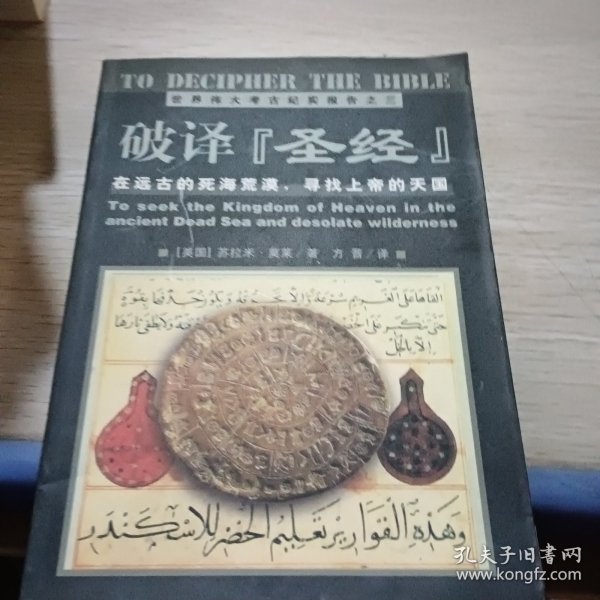 TO DECIPHER THE BIBLE
世界伟大考古纪实报告之三
破译『圣经』
在远古的死海荒漠、寻找上帝的天国
To seek the Kingdom of Heaven in the
ancient Dead Sea and desolate wilderness
[英国] 苏拉米·莫莱/著 方晋/译
وهذه القوارير تعليم الخضر للاسكندر
孔夫子旧书网
www.kongfz.com